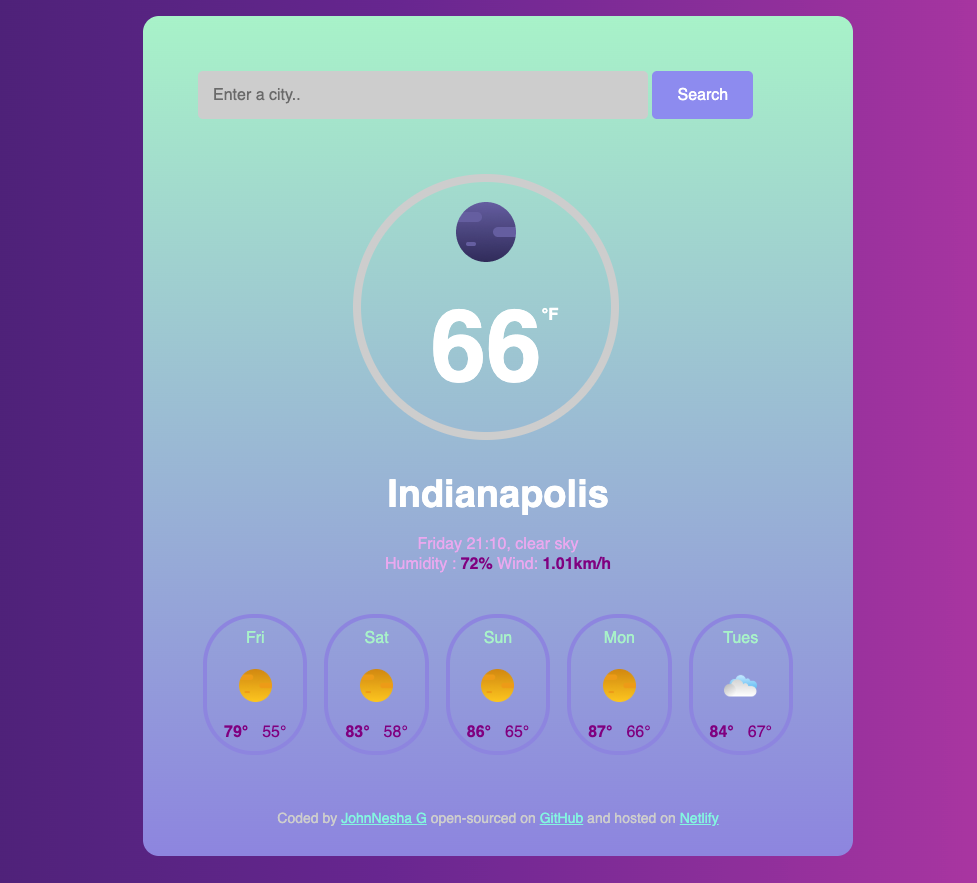 Enter a city.. Search
66 °F
Indianapolis
Friday 21:10, clear sky
Humidity : 72% Wind: 1.01km/h
Fri Sat Sun Mon Tues
79° 55° 83° 58° 86° 65° 87° 66° 84° 67°
Coded by JohnNesha G open-sourced on GitHub and hosted on Netlify